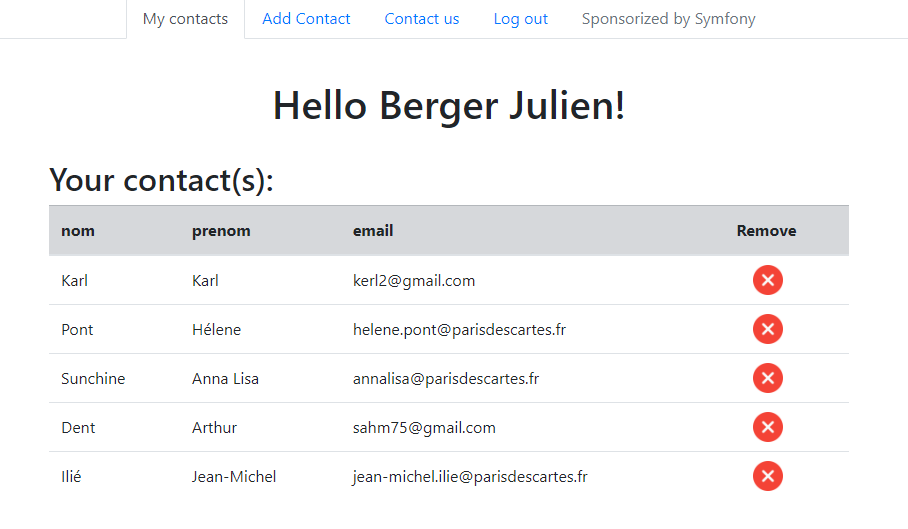 My contacts Add Contact Contact us Log out Sponsorized by Symfony
Hello Berger Julien!
Your contact(s):
nom prenom email Remove
Karl Karl kerl2@gmail.com
Pont Hélene helene.pont@parisdescartes.fr
Sunchine Anna Lisa annalisa@parisdescartes.fr
Dent Arthur sahm75@gmail.com
Ilié Jean-Michel jean-michel.ilie@parisdescartes.fr